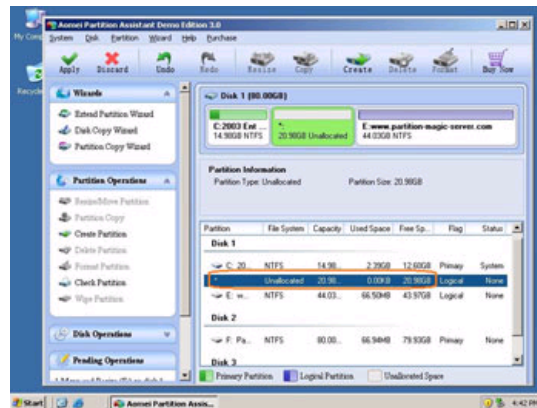 My Comp
Recycle
Aomei Partition Assistant Demo Edition 3.0
System Disk Partition Wizard Help Purchase
Apply Discard Undo Redo Resize Copy Create Delete Format Buy Now
Wizards
Extend Partition Wizard
Disk Copy Wizard
Partition Copy Wizard
Partition Operations
Resize/Move Partition
Partition Copy
Create Partition
Delete Partition
Format Partition
Check Partition
Wipe Partition
Disk Operations
Pending Operations
Disk 1 (80.00GB)
C:2003 Ent ...
14.98GB NTFS
*:
20.98GB Unallocated
E:www.partition-magic-server.com
44.03GB NTFS
Partition Information
Partition Type: Unallocated Partition Size: 20.98GB
Partition File System Capacity Used Space Free Sp... Flag Status
Disk 1
C: 20... NTFS 14.98... 2.39GB 12.60GB Primary System
* Unallocated 20.98... 0.00KB 20.98GB Logical None
E: w... NTFS 44.03... 66.50MB 43.97GB Logical None
Disk 2
F: Pa... NTFS 80.00... 66.94MB 79.93GB Primary None
Disk 3
Primary Partition Logical Partition Unallocated Space
Start Aomei Partition Assis... 4:42 PM